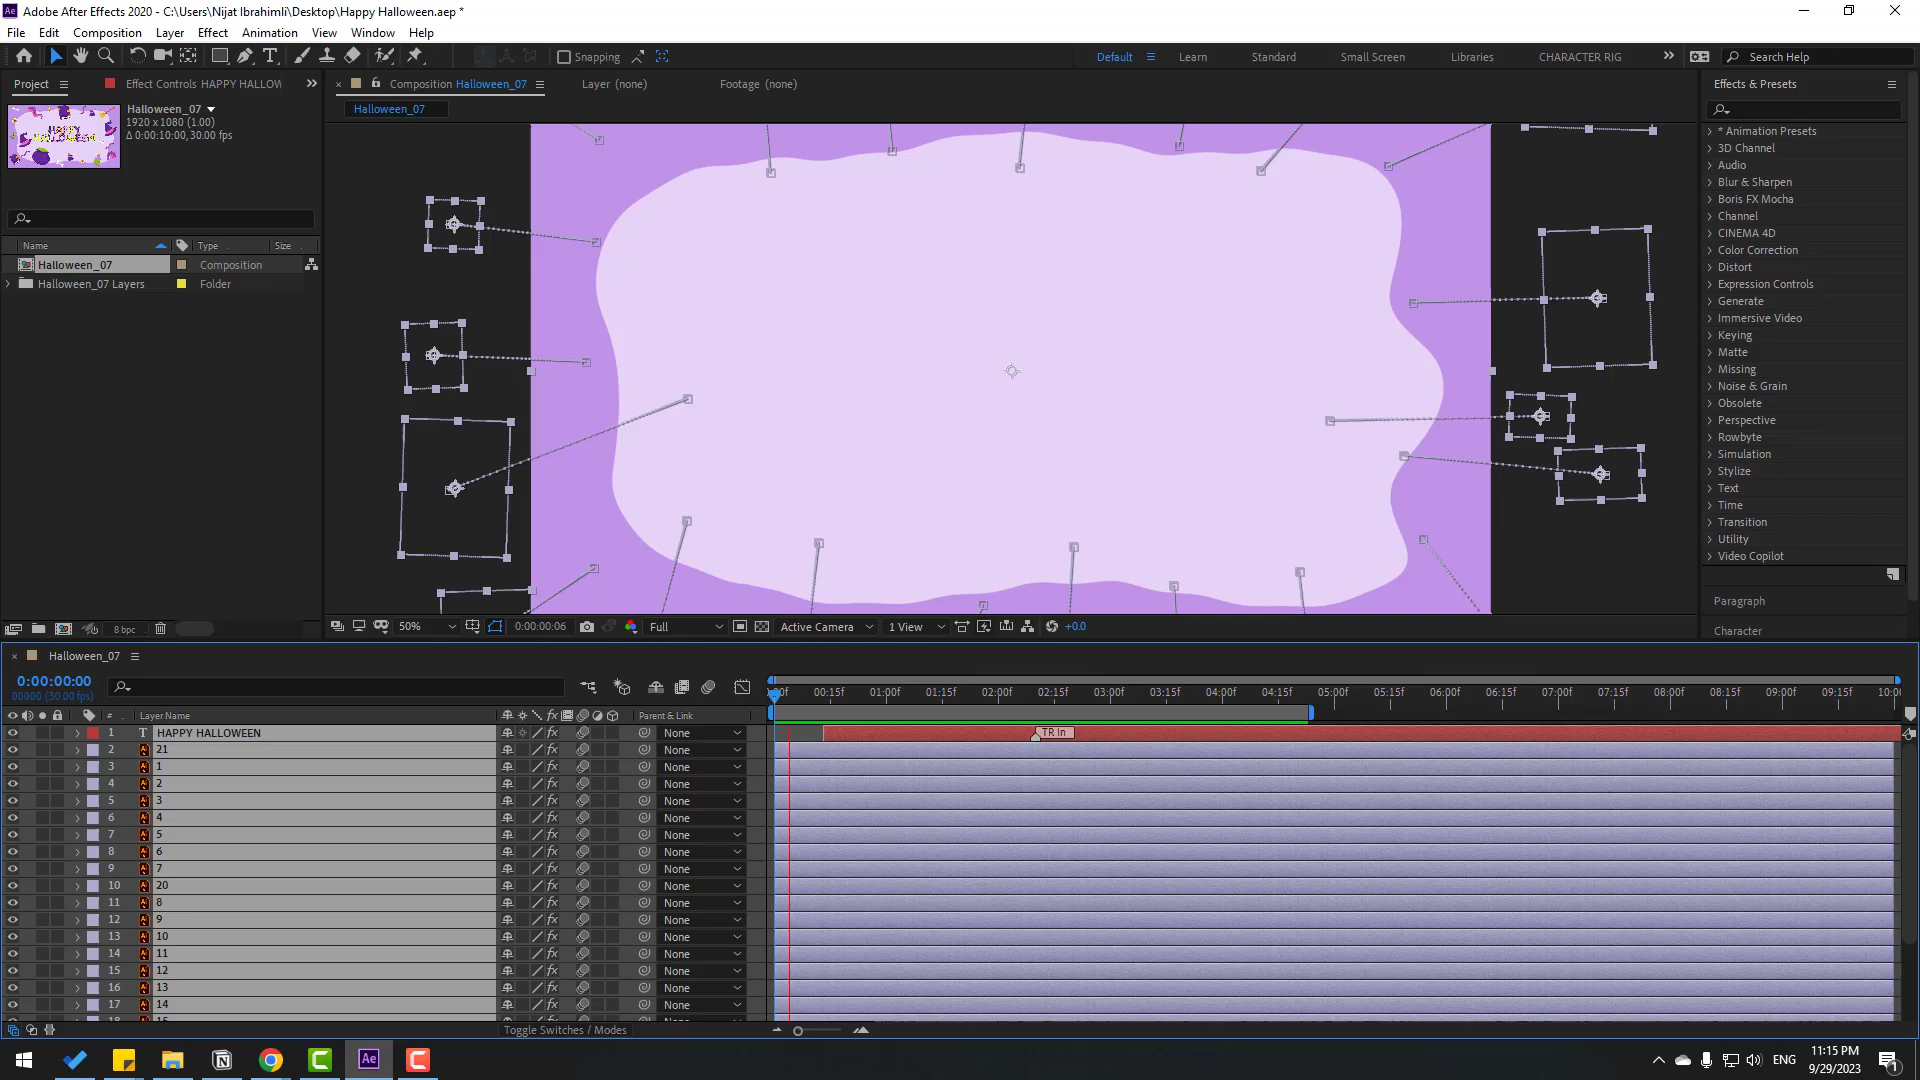 Adobe After Effects 2020 - C:\Users\Nijat Ibrahimli\Desktop\Happy Halloween.aep *
File Edit Composition Layer Effect Animation View Window Help
Snapping
Default Learn Standard Small Screen Libraries CHARACTER RIG Search Help
Project Effect Controls HAPPY HALLOW
Composition Halloween_07 Layer (none) Footage (none)
Effects & Presets
Halloween_07
1920 x 1080 (1.00)
Δ 0:00:10:00, 30.00 fps
Halloween_07
Name Type Size
Halloween_07 Composition
Halloween_07 Layers Folder
* Animation Presets
3D Channel
Audio
Blur & Sharpen
Boris FX Mocha
Channel
CINEMA 4D
Color Correction
Distort
Expression Controls
Generate
Immersive Video
Keying
Matte
Missing
Noise & Grain
Obsolete
Perspective
Rowbyte
Simulation
Stylize
Text
Time
Transition
Utility
Video Copilot
Paragraph
Character
8 bpc
50% 0:00:00:06 Full Active Camera 1 View +0.0
Halloween_07
0:00:00:00
00000 (30.00 fps)
:00f 00:15f 01:00f 01:15f 02:00f 02:15f 03:00f 03:15f 04:00f 04:15f 05:00f 05:15f 06:00f 06:15f 07:00f 07:15f 08:00f 08:15f 09:00f 09:15f 10:00
# Layer Name Parent & Link
1 T HAPPY HALLOWEEN None TR In
2 21 None
3 1 None
4 2 None
5 3 None
6 4 None
7 5 None
8 6 None
9 7 None
10 20 None
11 8 None
12 9 None
13 10 None
14 11 None
15 12 None
16 13 None
17 14 None
Toggle Switches / Modes
Ae
ENG
11:15 PM
9/29/2023
1